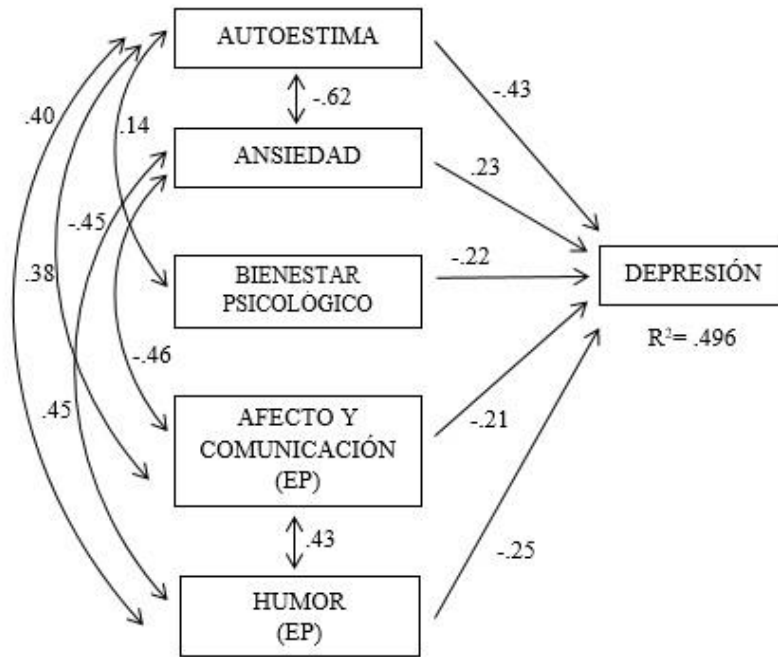 AUTOESTIMA
-.43
-.62
.40
.14
ANSIEDAD
.23
-.45
.38
BIENESTAR
PSICOLÓGICO
-.22
DEPRESIÓN
R²= .496
-.46
.45
AFECTO Y
COMUNICACIÓN
(EP)
-.21
.43
-.25
HUMOR
(EP)